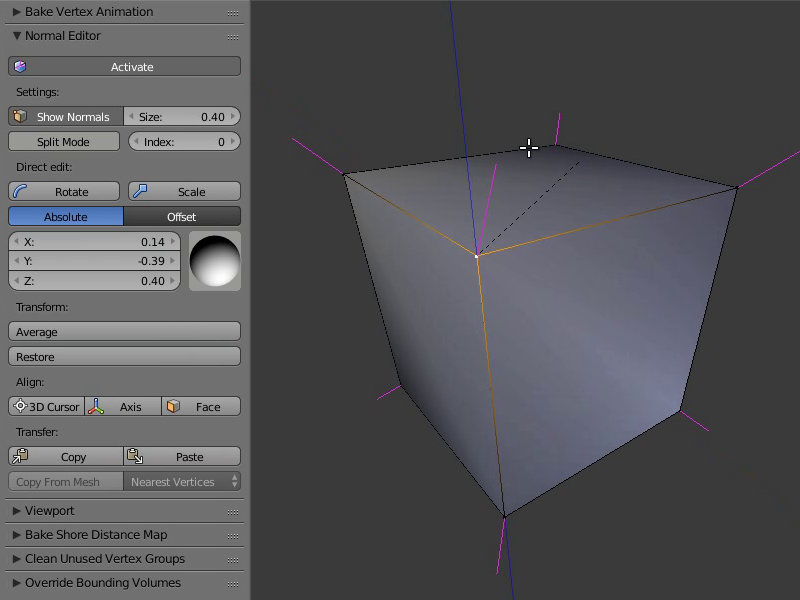 Bake Vertex Animation
Normal Editor
Activate
Settings:
Show Normals Size: 0.40
Split Mode Index: 0
Direct edit:
Rotate Scale
Absolute Offset
X: 0.14
Y: -0.39
Z: 0.40
Transform:
Average
Restore
Align:
3D Cursor Axis Face
Transfer:
Copy Paste
Copy From Mesh Nearest Vertices
Viewport
Bake Shore Distance Map
Clean Unused Vertex Groups
Override Bounding Volumes